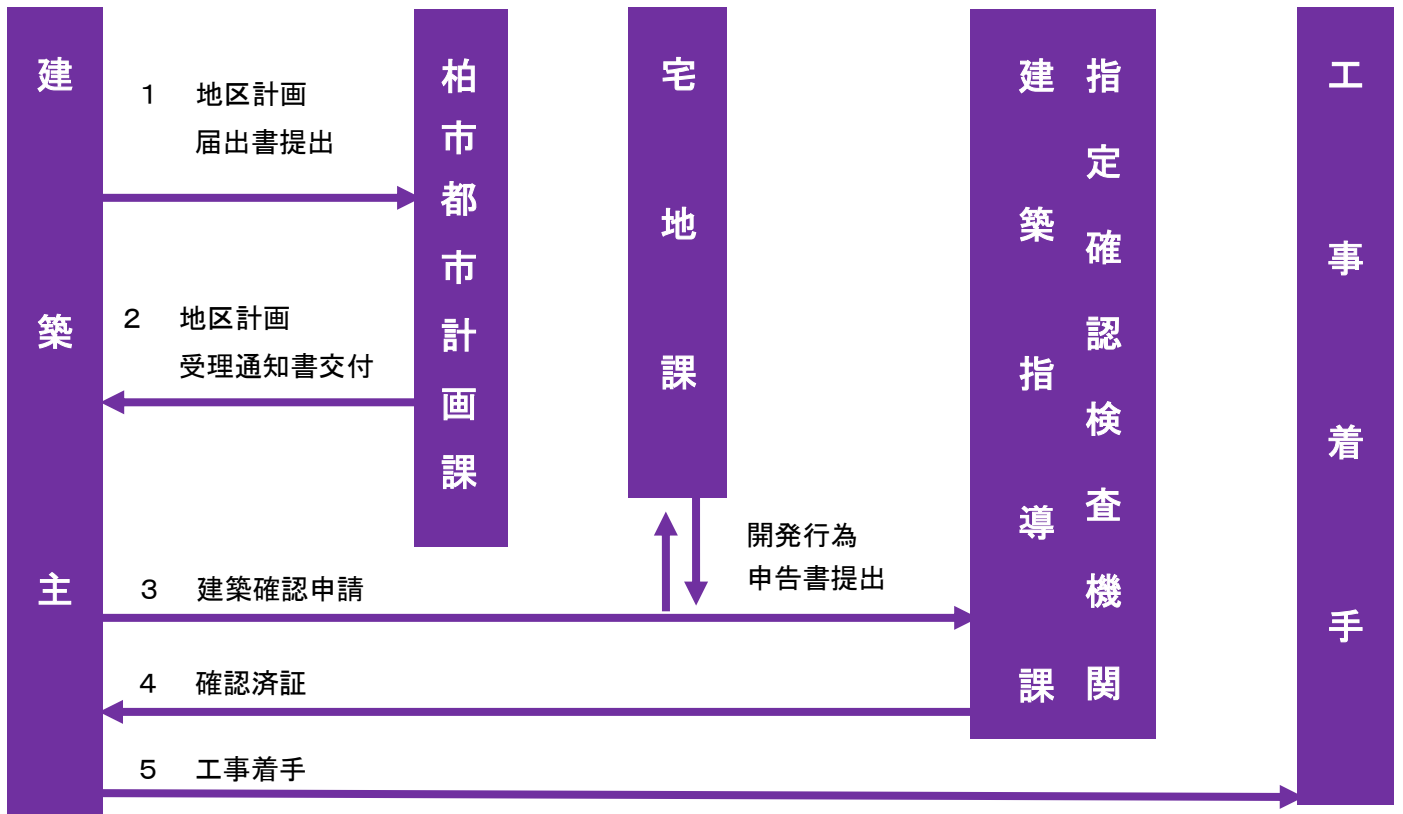 建築主
１　地区計画
届出書提出
２　地区計画
受理通知書交付
３　建築確認申請
４　確認済証
５　工事着手
柏市都市計画課
宅地課
開発行為
申告書提出
指定確認検査機関
建築指導課
工事着手